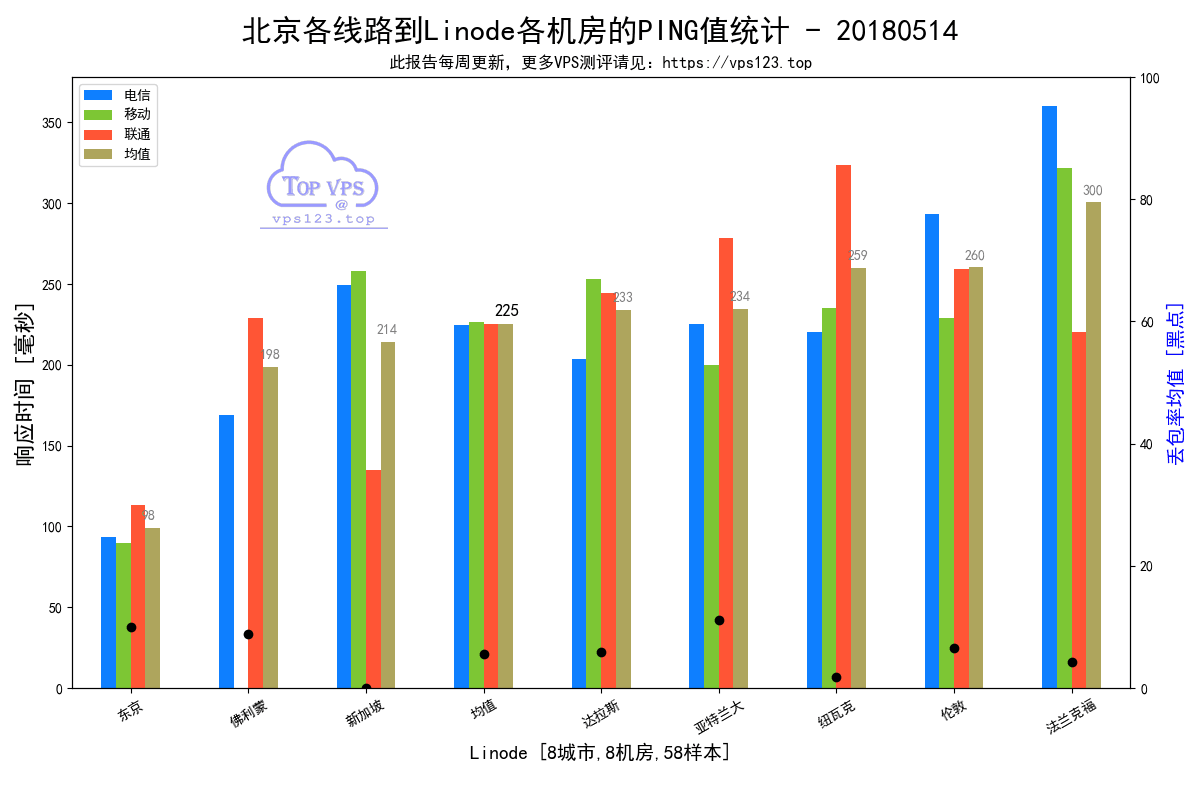 北京各线路到Linode各机房的PING值统计 - 20180514
此报告每周更新，更多VPS测评请见：https://vps123.top
电信
移动
联通
均值
TOP VPS
@
vps123.top
响应时间 [毫秒]
350
300
250
200
150
100
50
0
98
198
214
225
233
234
259
260
300
100
80
60
40
20
0
丢包率均值 [黑点]
东京
佛利蒙
新加坡
均值
达拉斯
亚特兰大
纽瓦克
伦敦
法兰克福
Linode [8城市,8机房,58样本]